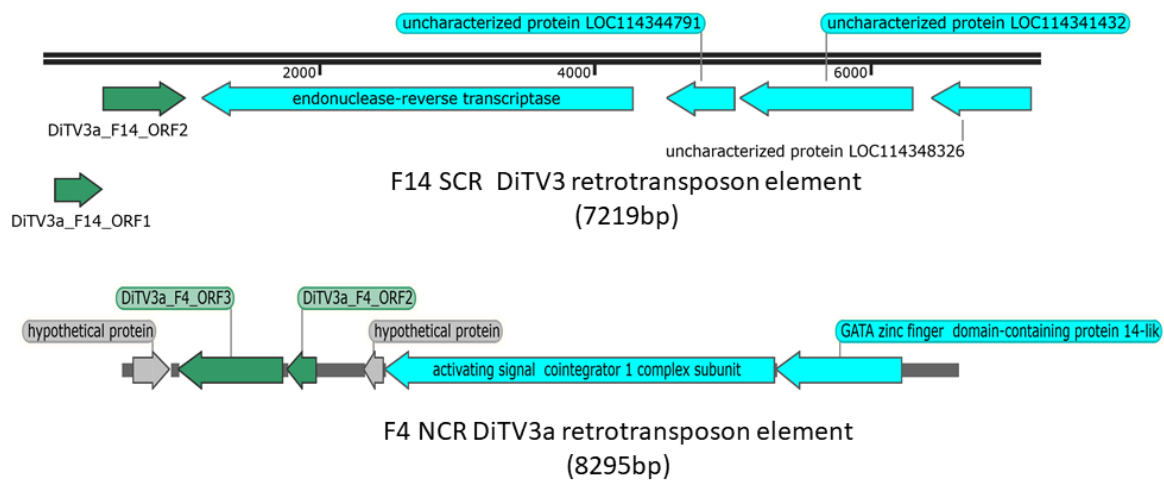 uncharacterized protein LOC114344791
uncharacterized protein LOC114341432
2000
4000
6000
endonuclease-reverse transcriptase
DiTV3a_F14_ORF2
uncharacterized protein LOC114348326
F14 SCR DiTV3 retrotransposon element
(7219bp)
DiTV3a_F14_ORF1
DiTV3a_F4_ORF3
DiTV3a_F4_ORF2
hypothetical protein
hypothetical protein
GATA zinc finger domain-containing protein 14-lik
activating signal cointegrator 1 complex subunit
F4 NCR DiTV3a retrotransposon element
(8295bp)